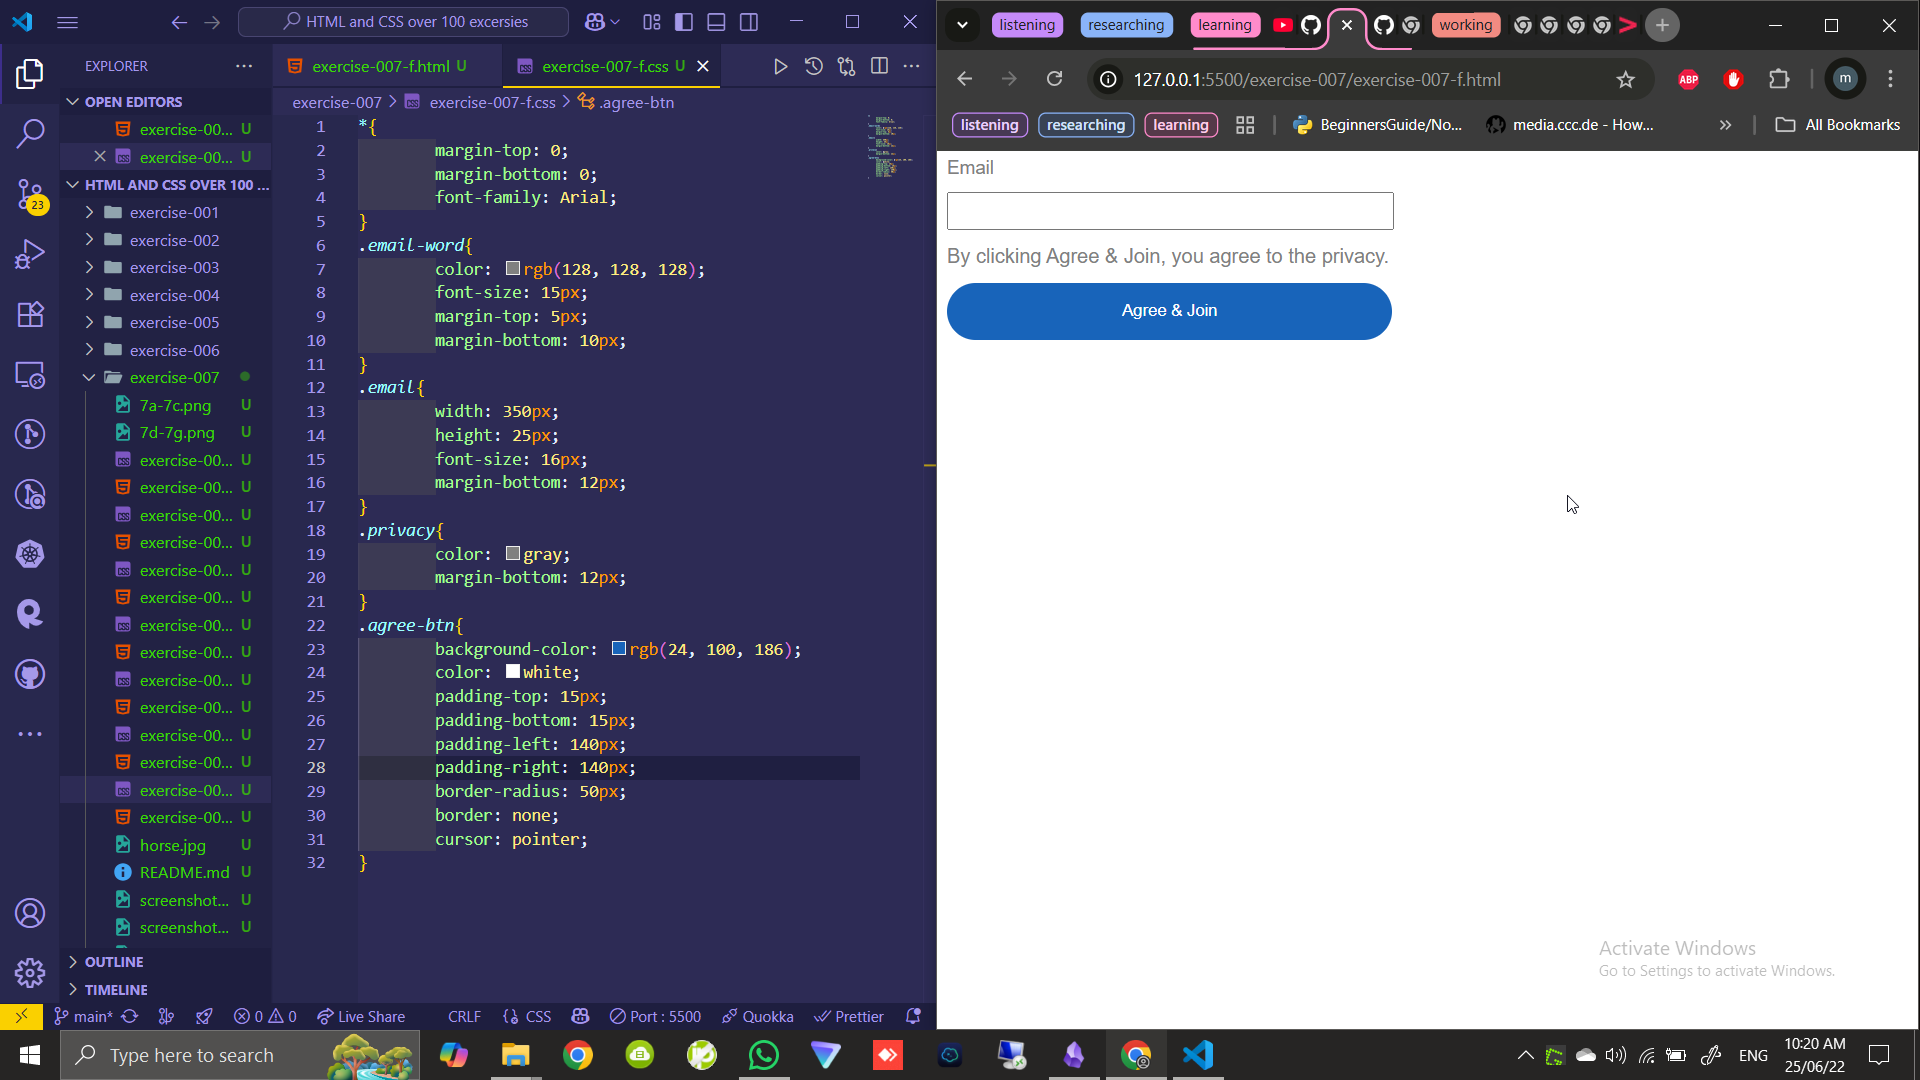 HTML and CSS over 100 excersies
EXPLORER
OPEN EDITORS
exercise-00... U
exercise-00... U
HTML AND CSS OVER 100 ...
exercise-001
exercise-002
exercise-003
exercise-004
exercise-005
exercise-006
exercise-007
7a-7c.png U
7d-7g.png U
exercise-00... U
exercise-00... U
exercise-00... U
exercise-00... U
exercise-00... U
exercise-00... U
exercise-00... U
exercise-00... U
exercise-00... U
exercise-00... U
exercise-00... U
exercise-00... U
exercise-00... U
exercise-00... U
horse.jpg U
README.md U
screenshot... U
screenshot... U
OUTLINE
TIMELINE
23
exercise-007-f.html U
exercise-007-f.css U
exercise-007 > exercise-007-f.css > .agree-btn
1 *{
2 margin-top: 0;
3 margin-bottom: 0;
4 font-family: Arial;
5 }
6 .email-word{
7 color: rgb(128, 128, 128);
8 font-size: 15px;
9 margin-top: 5px;
10 margin-bottom: 10px;
11 }
12 .email{
13 width: 350px;
14 height: 25px;
15 font-size: 16px;
16 margin-bottom: 12px;
17 }
18 .privacy{
19 color: gray;
20 margin-bottom: 12px;
21 }
22 .agree-btn{
23 background-color: rgb(24, 100, 186);
24 color: white;
25 padding-top: 15px;
26 padding-bottom: 15px;
27 padding-left: 140px;
28 padding-right: 140px;
29 border-radius: 50px;
30 border: none;
31 cursor: pointer;
32 }
main* 0 0 Live Share CRLF CSS Port : 5500 Quokka Prettier
listening researching learning working
127.0.0.1:5500/exercise-007/exercise-007-f.html
ABP m
listening researching learning BeginnersGuide/No... media.ccc.de - How... » All Bookmarks
Email
By clicking Agree & Join, you agree to the privacy.
Agree & Join
Activate Windows
Go to Settings to activate Windows.
Type here to search
ENG
10:20 AM
25/06/22